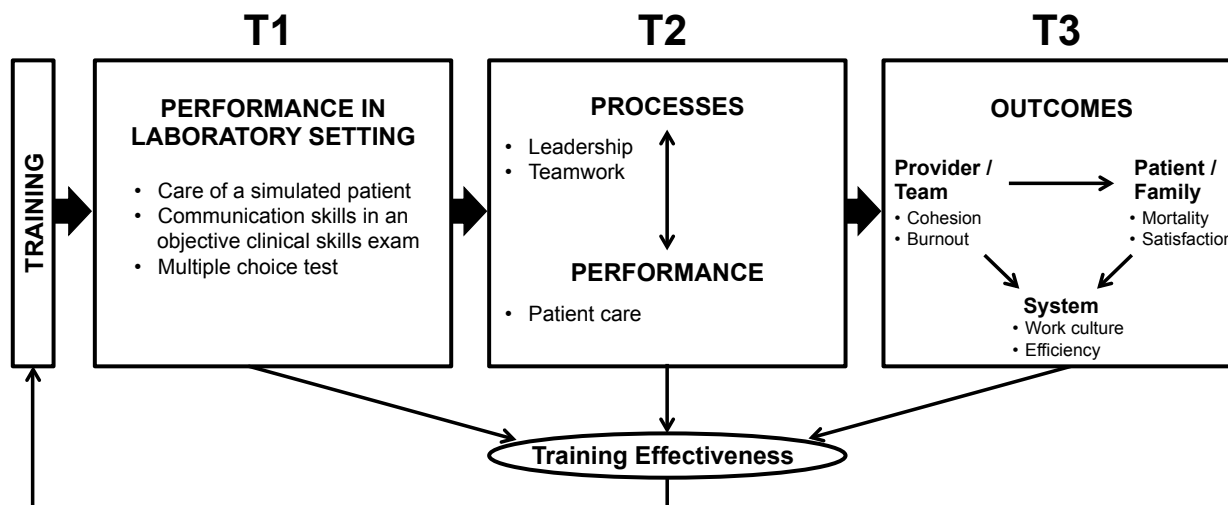 T1
T2
T3
TRAINING
PERFORMANCE IN
LABORATORY SETTING
• Care of a simulated patient
• Communication skills in an
objective clinical skills exam
• Multiple choice test
PROCESSES
• Leadership
• Teamwork
PERFORMANCE
• Patient care
OUTCOMES
Provider /
Team
• Cohesion
• Burnout
Patient /
Family
• Mortality
• Satisfaction
System
• Work culture
• Efficiency
Training Effectiveness